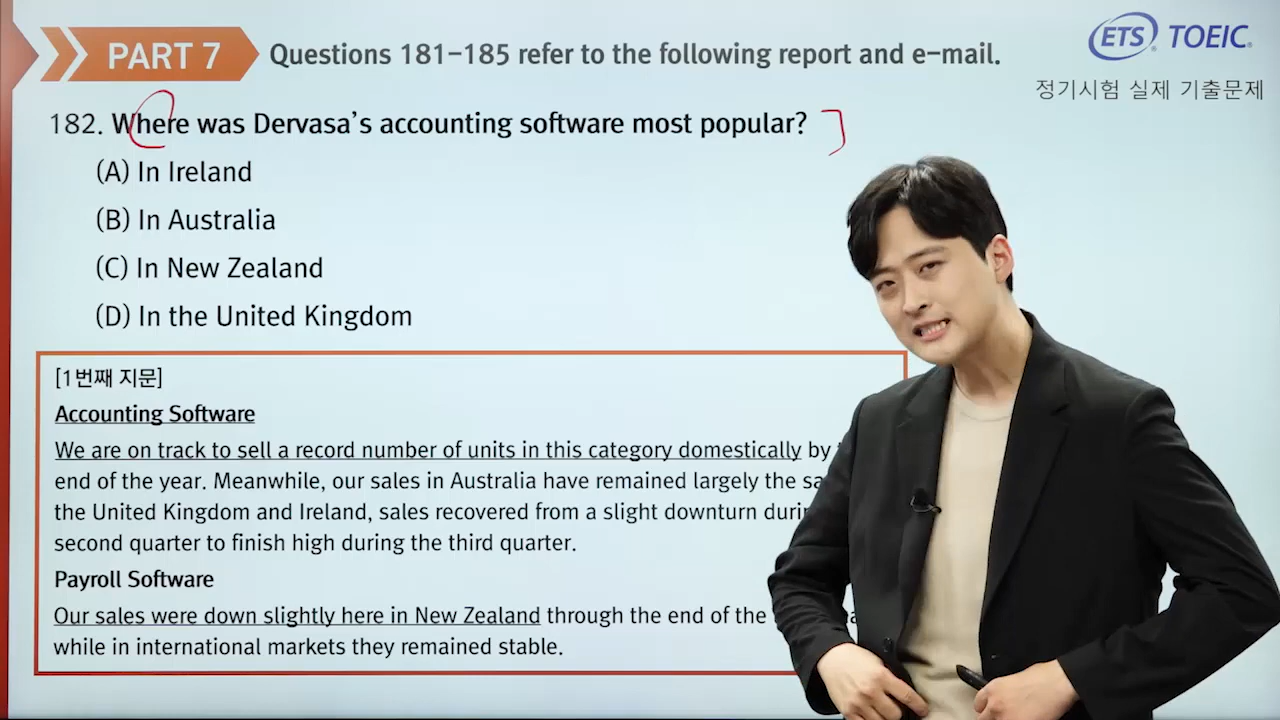 PART 7 Questions 181-185 refer to the following report and e-mail.
ETS® TOEIC®
정기시험 실제 기출문제
182. Where was Dervasa's accounting software most popular?
(A) In Ireland
(B) In Australia
(C) In New Zealand
(D) In the United Kingdom
[1번째 지문]
Accounting Software
We are on track to sell a record number of units in this category domestically by
end of the year. Meanwhile, our sales in Australia have remained largely the
the United Kingdom and Ireland, sales recovered from a slight downturn
second quarter to finish high during the third quarter.
Payroll Software
Our sales were down slightly here in New Zealand through the end of the
while in international markets they remained stable.